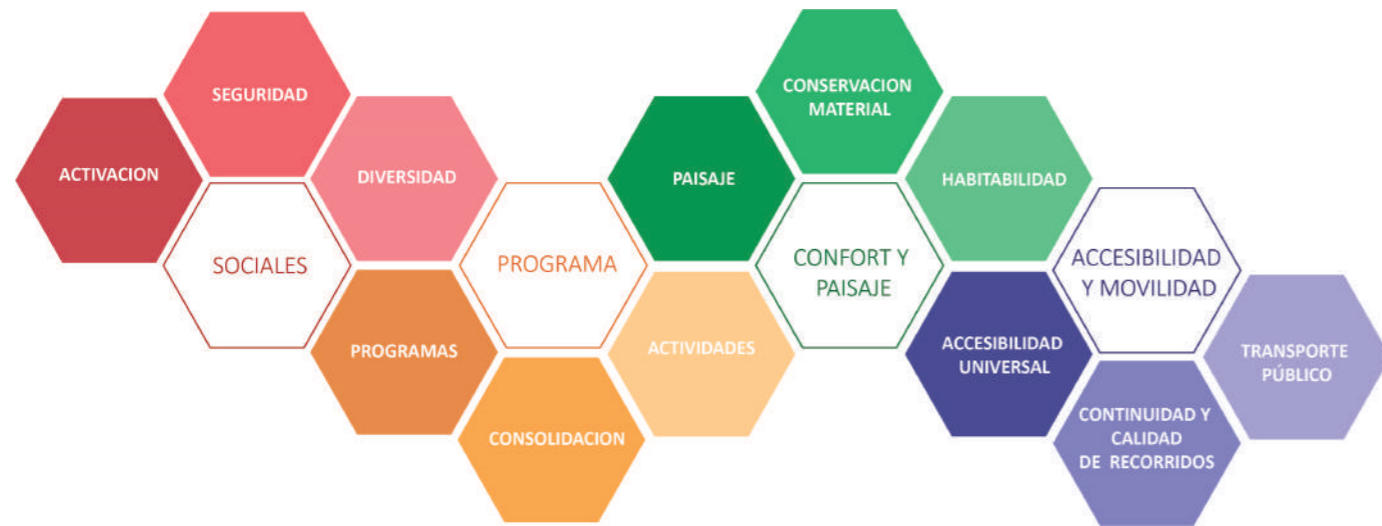 ACTIVACION
SEGURIDAD
DIVERSIDAD
SOCIALES
PROGRAMAS
PROGRAMA
CONSOLIDACION
ACTIVIDADES
PAISAJE
CONSERVACION
MATERIAL
HABITABILIDAD
CONFORT Y
PAISAJE
ACCESIBILIDAD
UNIVERSAL
ACCESIBILIDAD
Y MOVILIDAD
CONTINUIDAD Y
CALIDAD
DE RECORRIDOS
TRANSPORTE
PÚBLICO